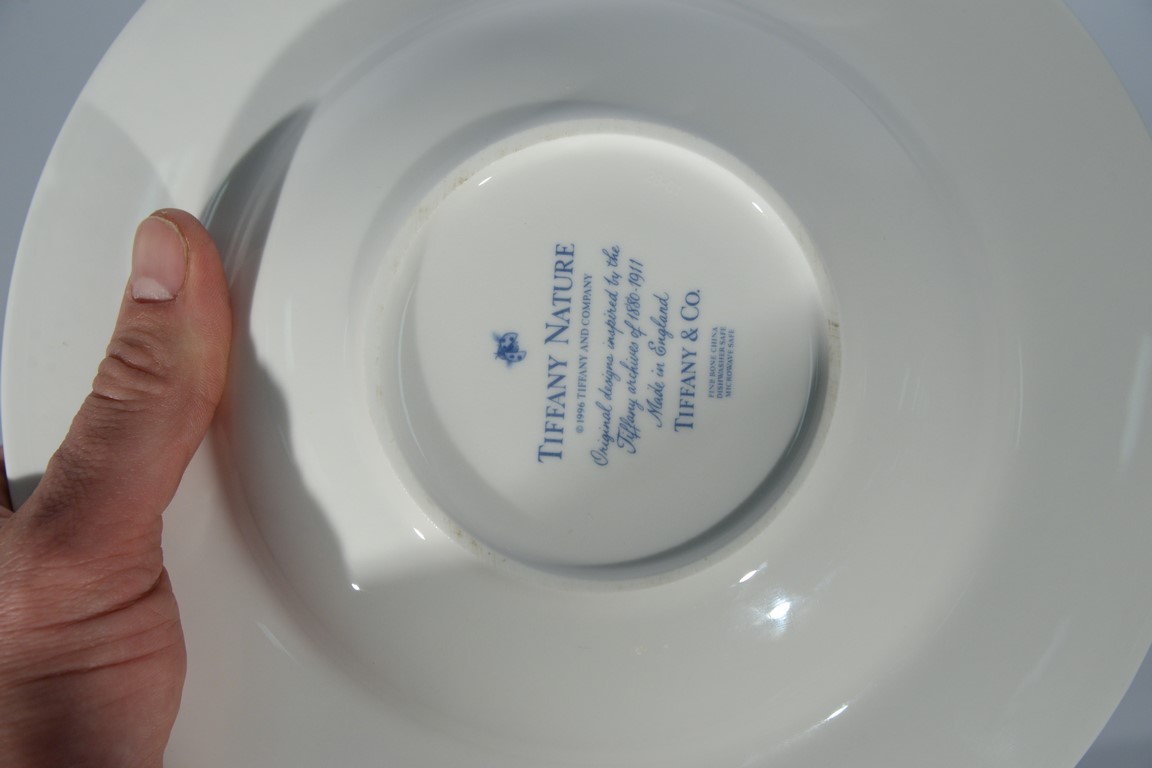 TIFFANY NATURE
© 1996 TIFFANY AND COMPANY
Original designs inspired by the
Tiffany archives of 1880-1911
Made in England
TIFFANY & CO.
FINE BONE CHINA
DISHWASHER SAFE
MICROWAVE SAFE